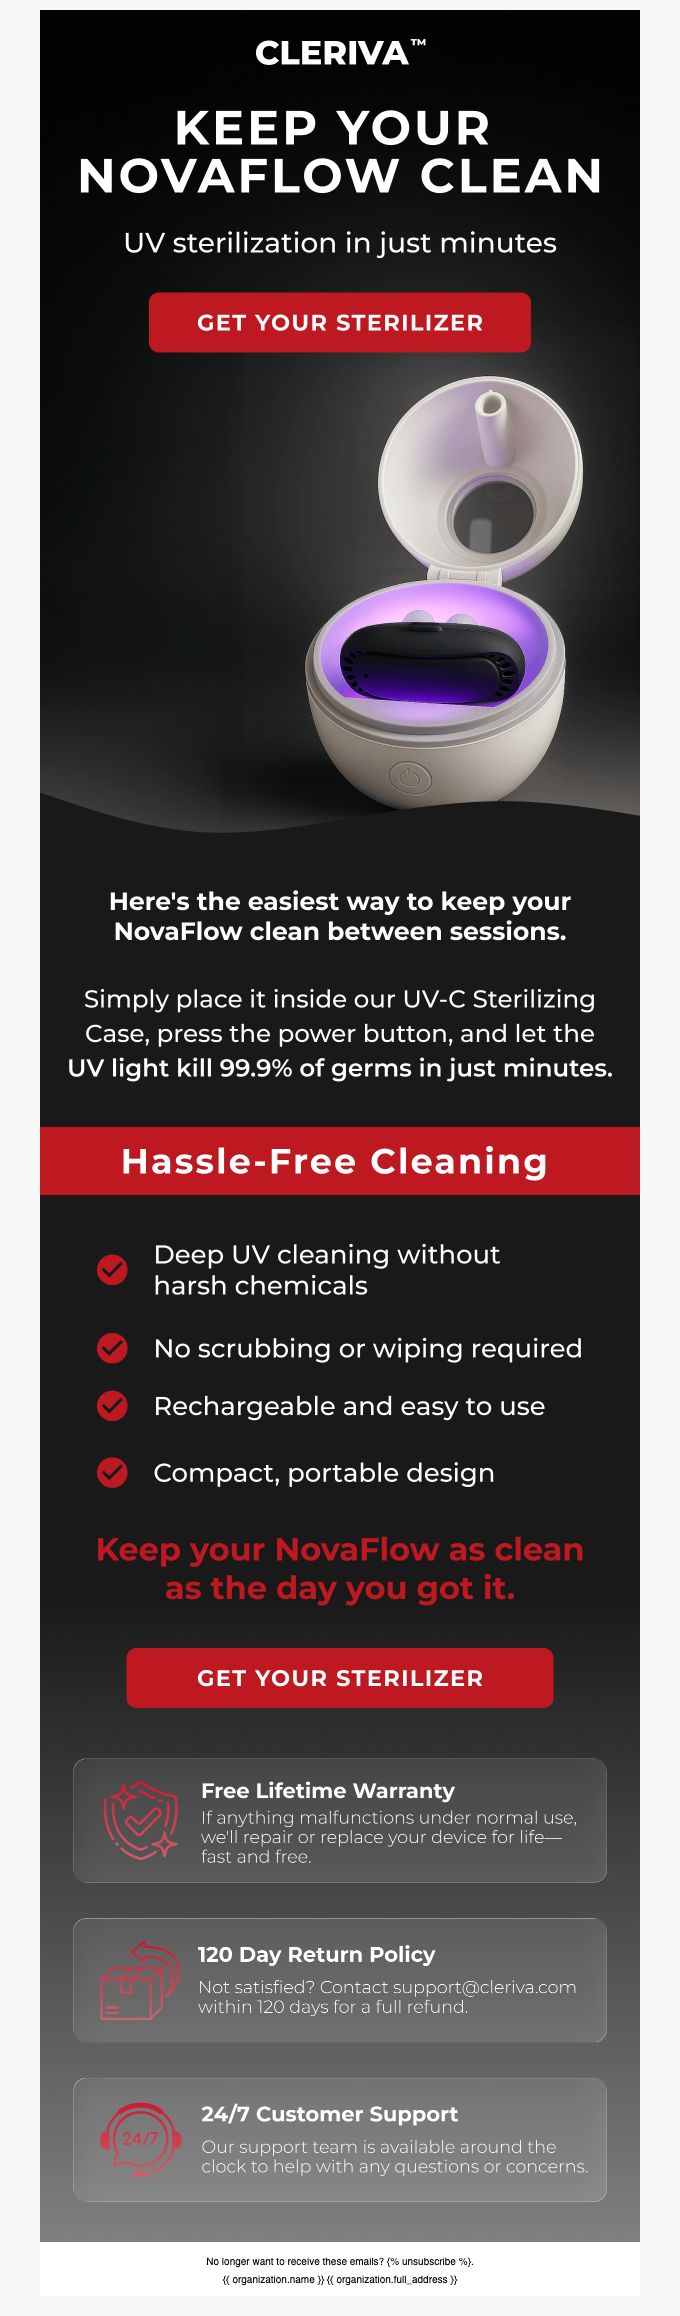 CLERIVA™
KEEP YOUR
NOVAFLOW CLEAN
UV sterilization in just minutes
GET YOUR STERILIZER
Here's the easiest way to keep your
NovaFlow clean between sessions.
Simply place it inside our UV-C Sterilizing
Case, press the power button, and let the
UV light kill 99.9% of germs in just minutes.
Hassle-Free Cleaning
Deep UV cleaning without
harsh chemicals
No scrubbing or wiping required
Rechargeable and easy to use
Compact, portable design
Keep your NovaFlow as clean
as the day you got it.
GET YOUR STERILIZER
Free Lifetime Warranty
If anything malfunctions under normal use,
we'll repair or replace your device for life—
fast and free.
120 Day Return Policy
Not satisfied? Contact support@cleriva.com
within 120 days for a full refund.
24/7
24/7 Customer Support
Our support team is available around the
clock to help with any questions or concerns.
No longer want to receive these emails? {% unsubscribe %}.
{{ organization.name }} {{ organization.full_address }}